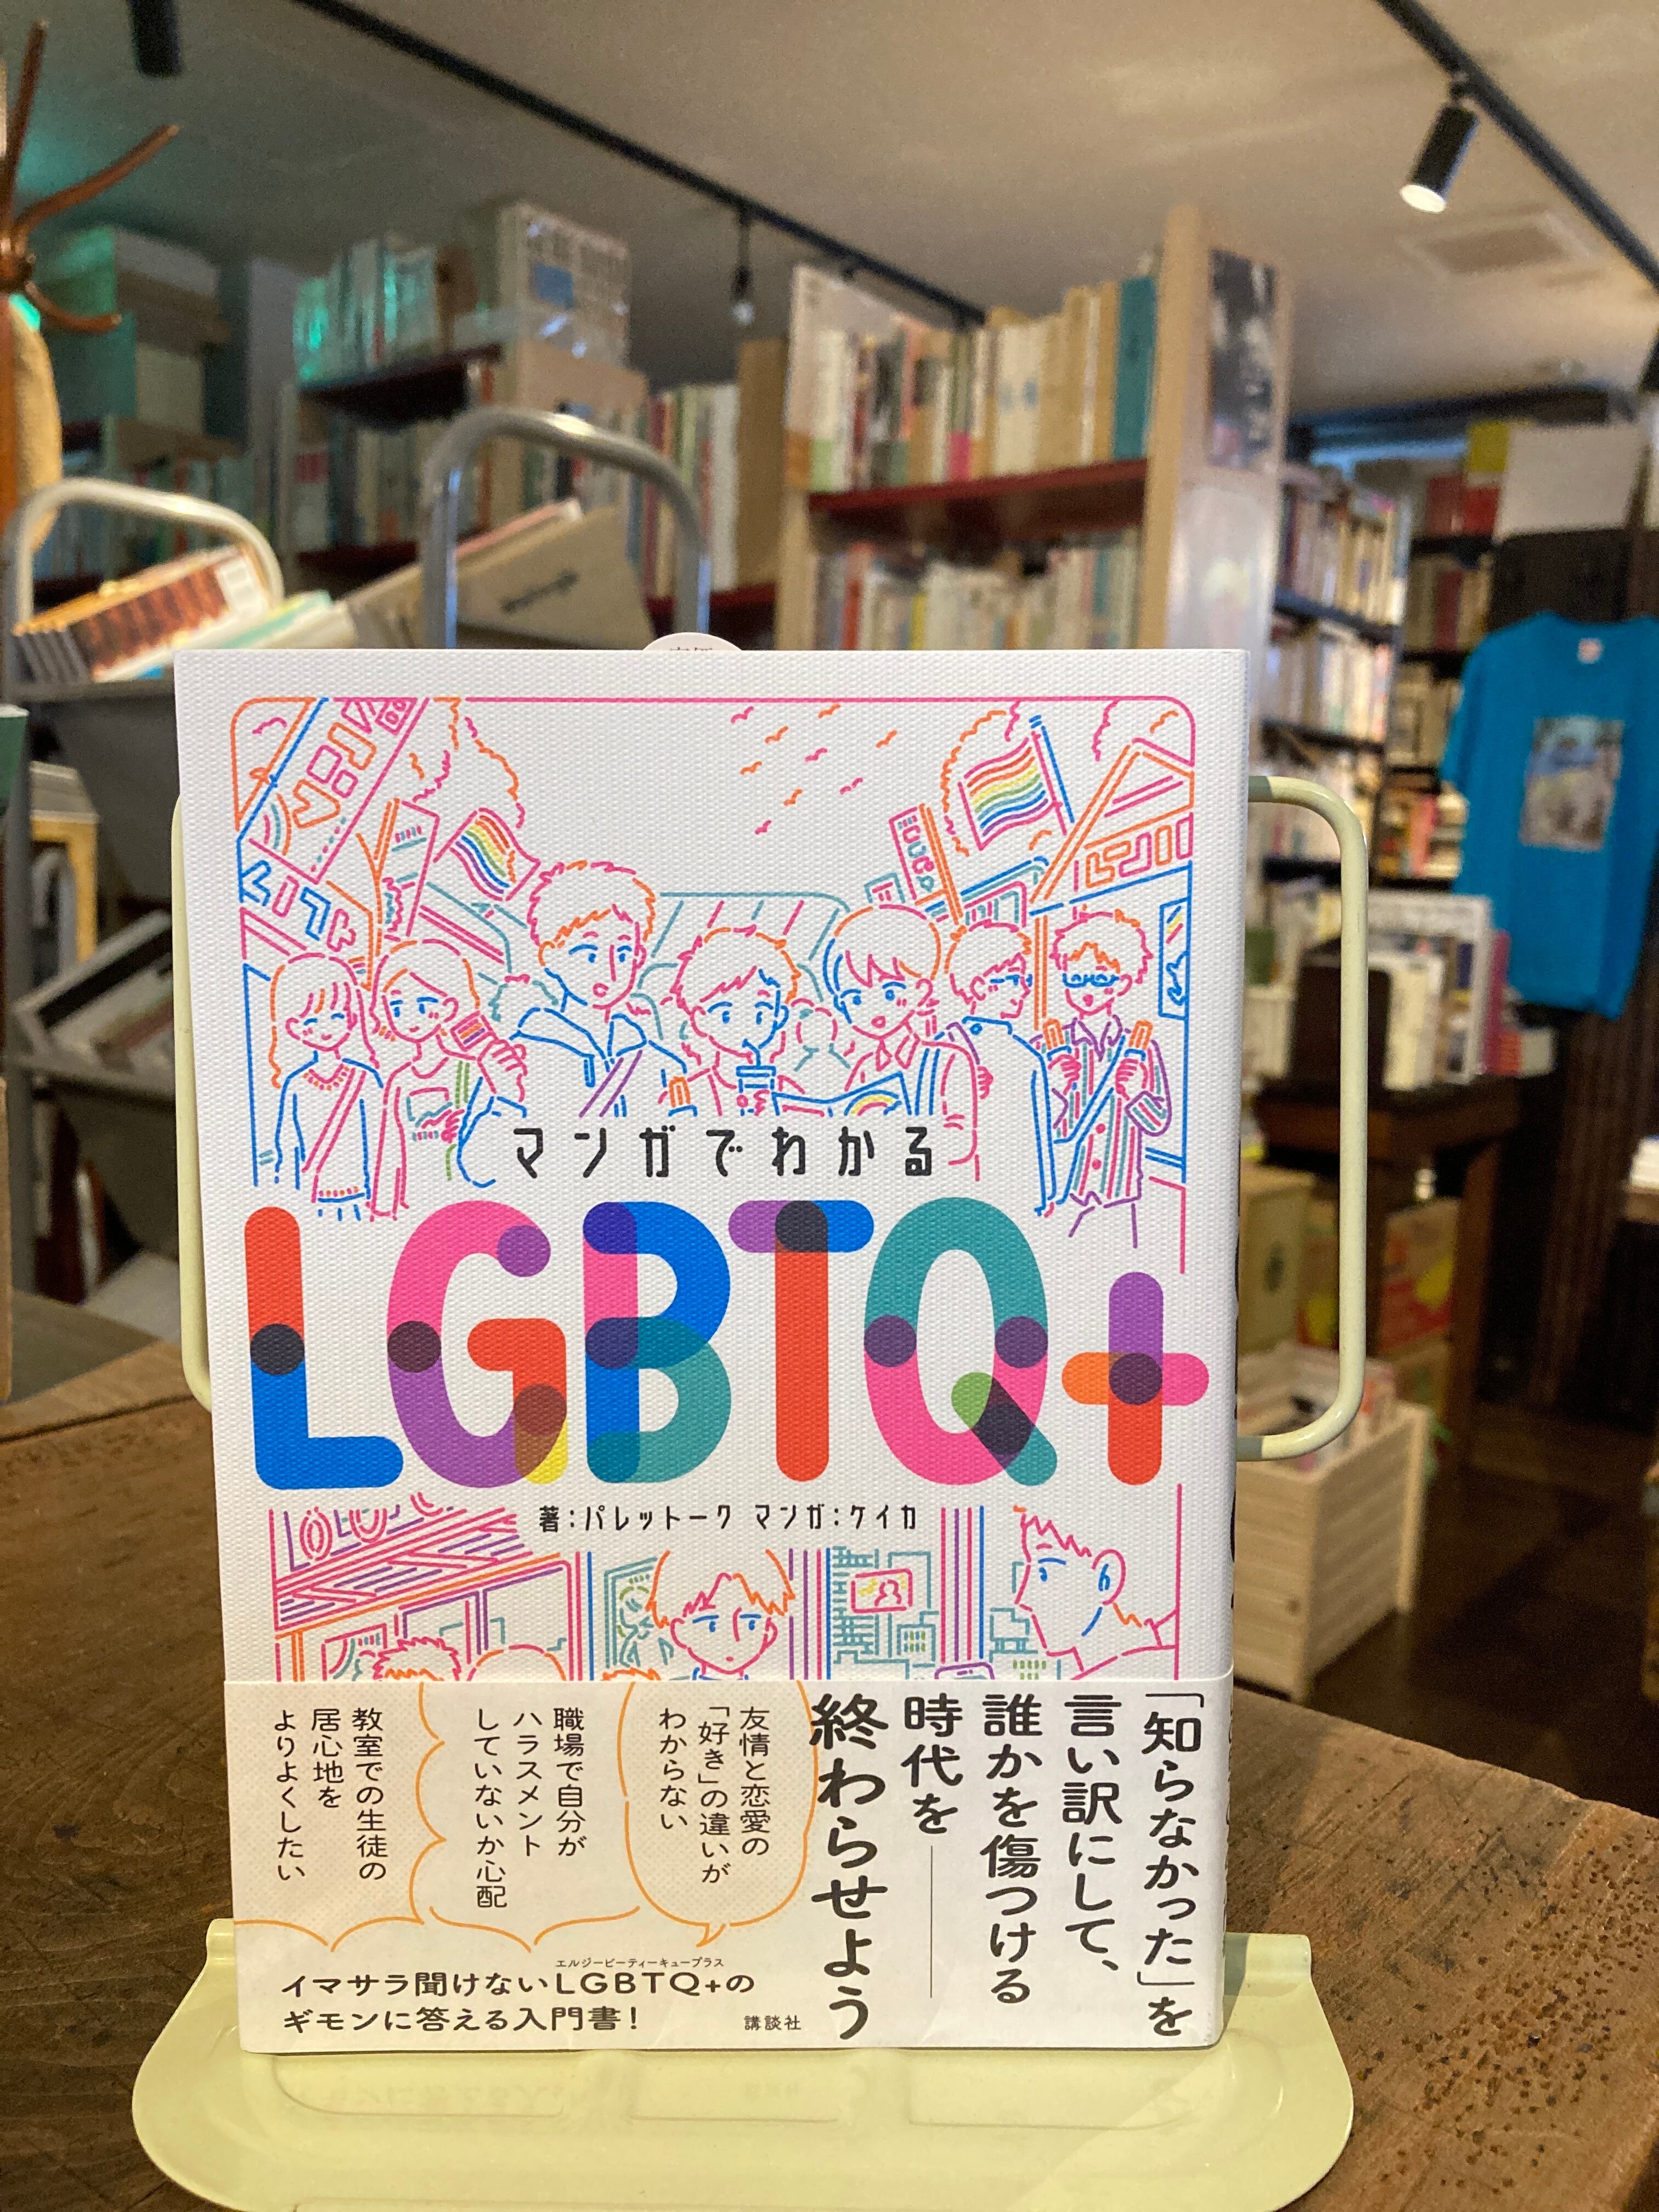 マンガでわかる
LGBTQ+
著:パレットーク マンガ:ケイカ
「知らなかった」を
言い訳にして、
誰かを傷つける
時代を
終わらせよう
友情と恋愛の
「好き」の違いが
わからない
職場で自分が
ハラスメント
していないか心配
教室での生徒の
居心地を
よりよくしたい
エルジービーティーキュープラス
イマサラ聞けないLGBTQ+の
ギモンに答える入門書!
講談社